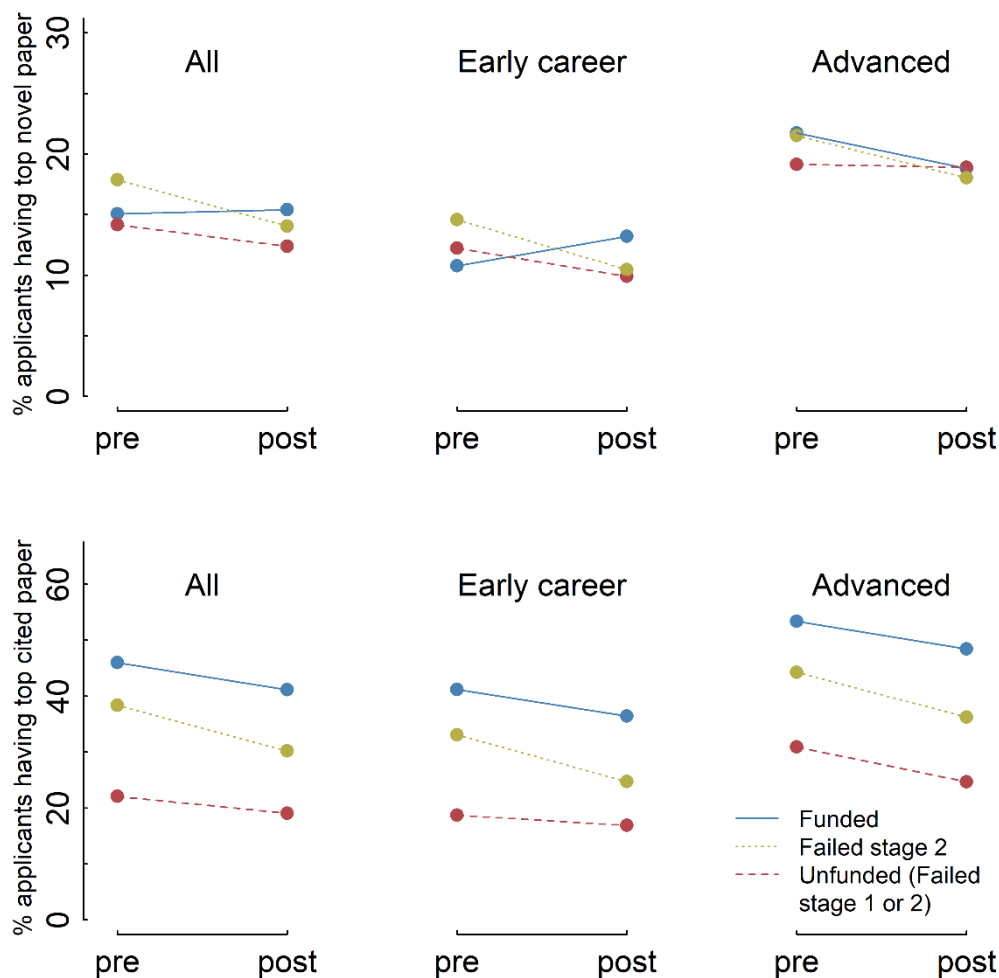 % applicants having top novel paper
30
20
10
0
All
Early career
Advanced
pre
post
pre
post
pre
post
% applicants having top cited paper
60
40
20
0
All
Early career
Advanced
Funded
Failed stage 2
Unfunded (Failed
stage 1 or 2)
pre
post
pre
post
pre
post